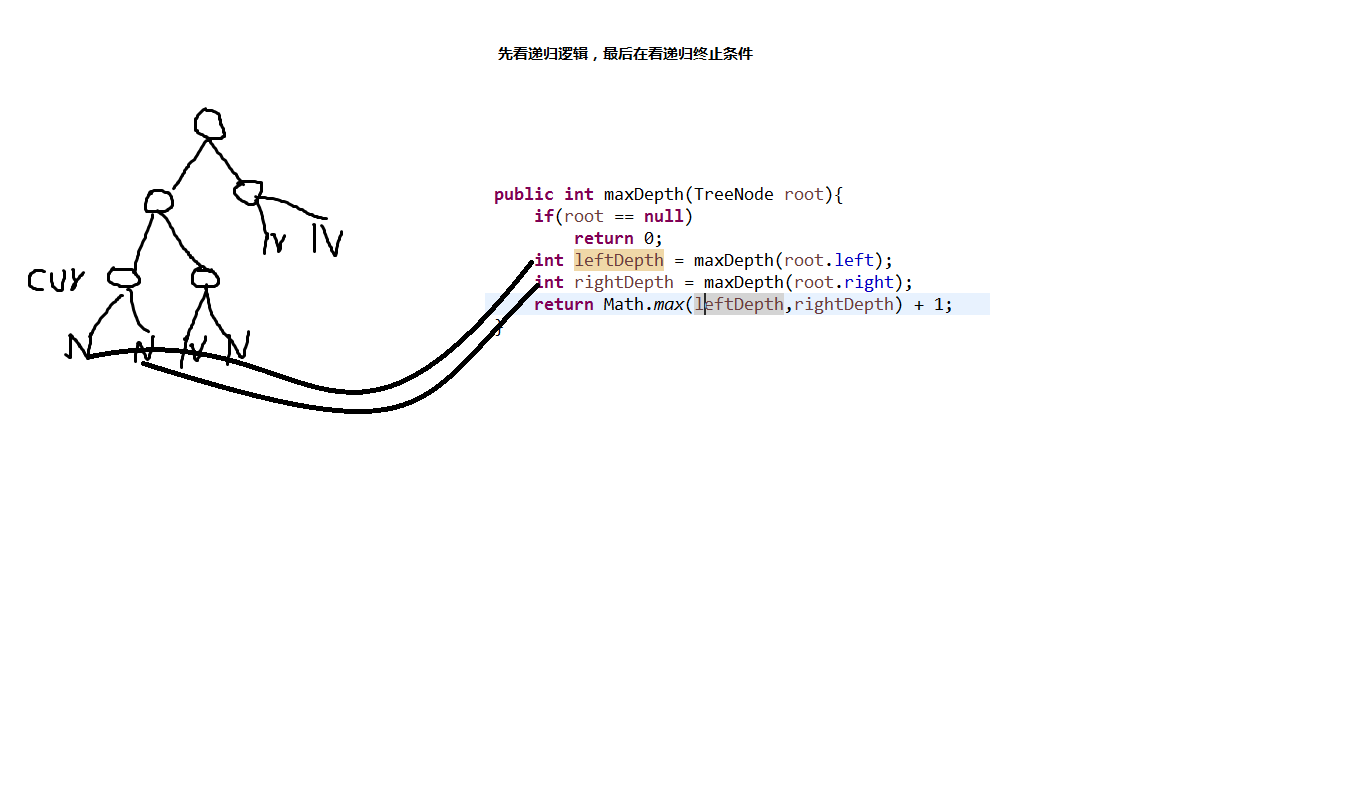 先看递归逻辑，最后在看递归终止条件
public int maxDepth(TreeNode root){
if(root == null)
return 0;
int leftDepth = maxDepth(root.left);
int rightDepth = maxDepth(root.right);
return Math.max(leftDepth,rightDepth) + 1;
}
N N
cur
N N N N